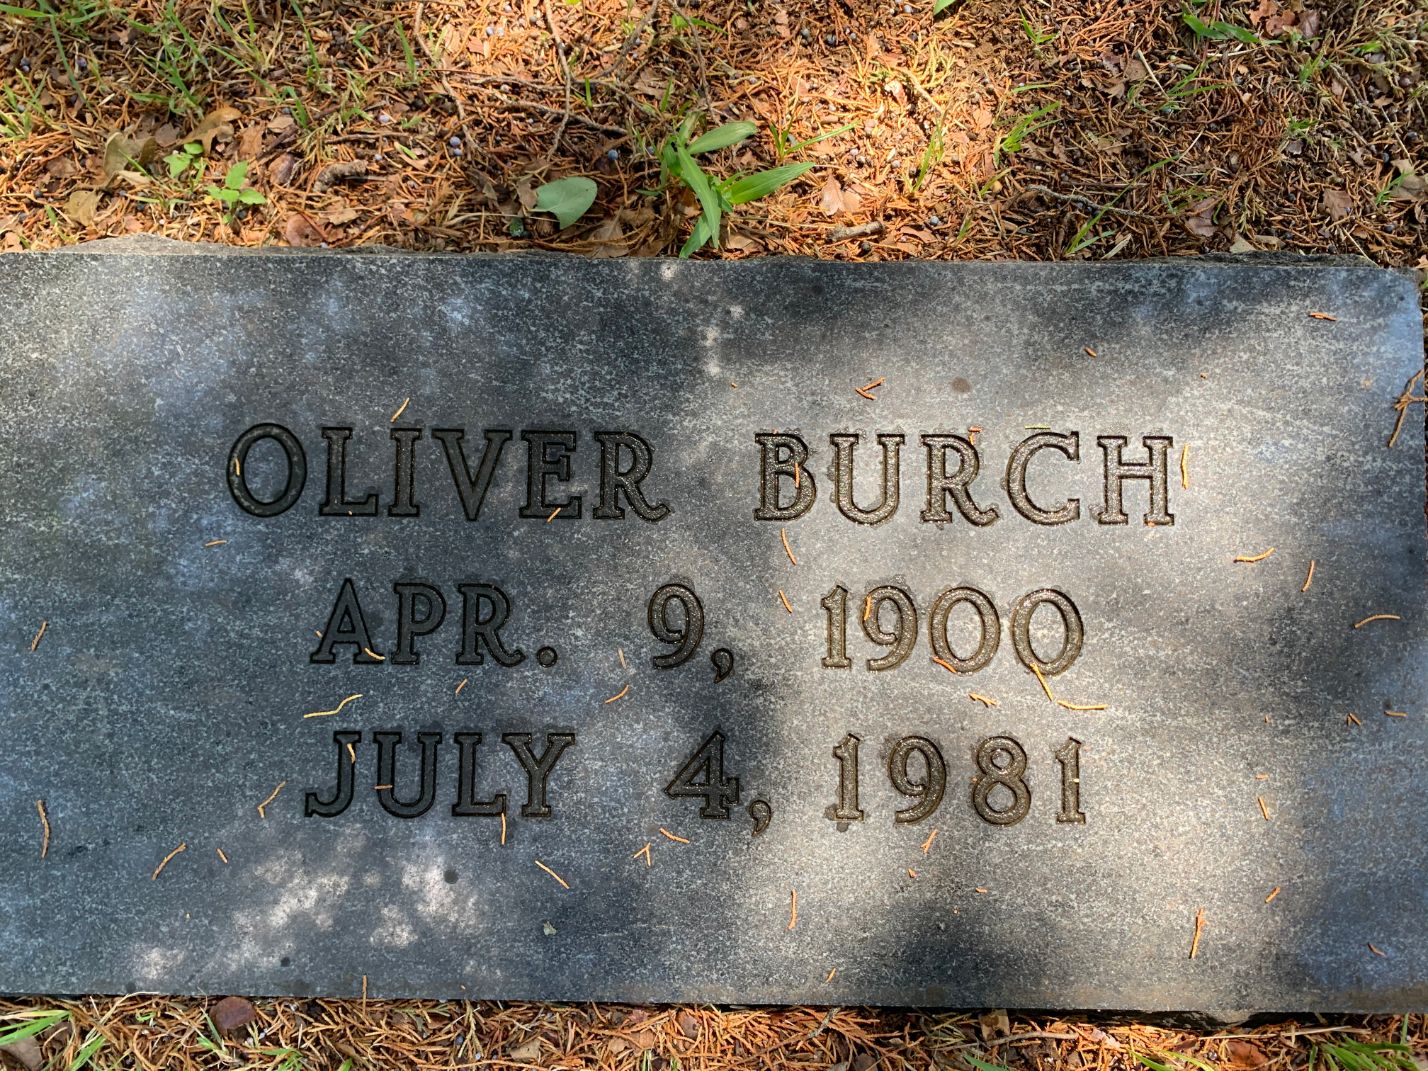 OLIVER BURCH
APR. 9, 1900
JULY 4, 1981